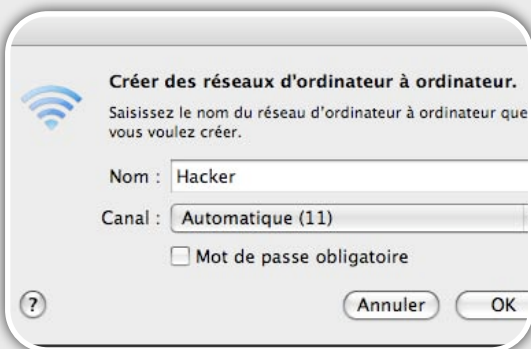 Créer des réseaux d'ordinateur à ordinateur.
Saisissez le nom du réseau d'ordinateur à ordinateur que
vous voulez créer.
Nom : Hacker
Canal : Automatique (11)
Mot de passe obligatoire
? Annuler OK